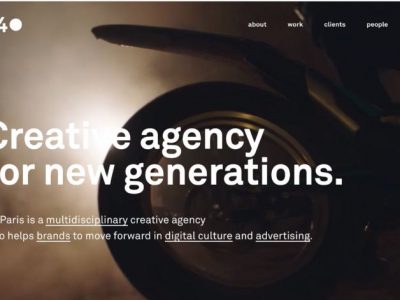 4●
about work clients people
Creative agency
or new generations.
Paris is a multidisciplinary creative agency
o helps brands to move forward in digital culture and advertising.